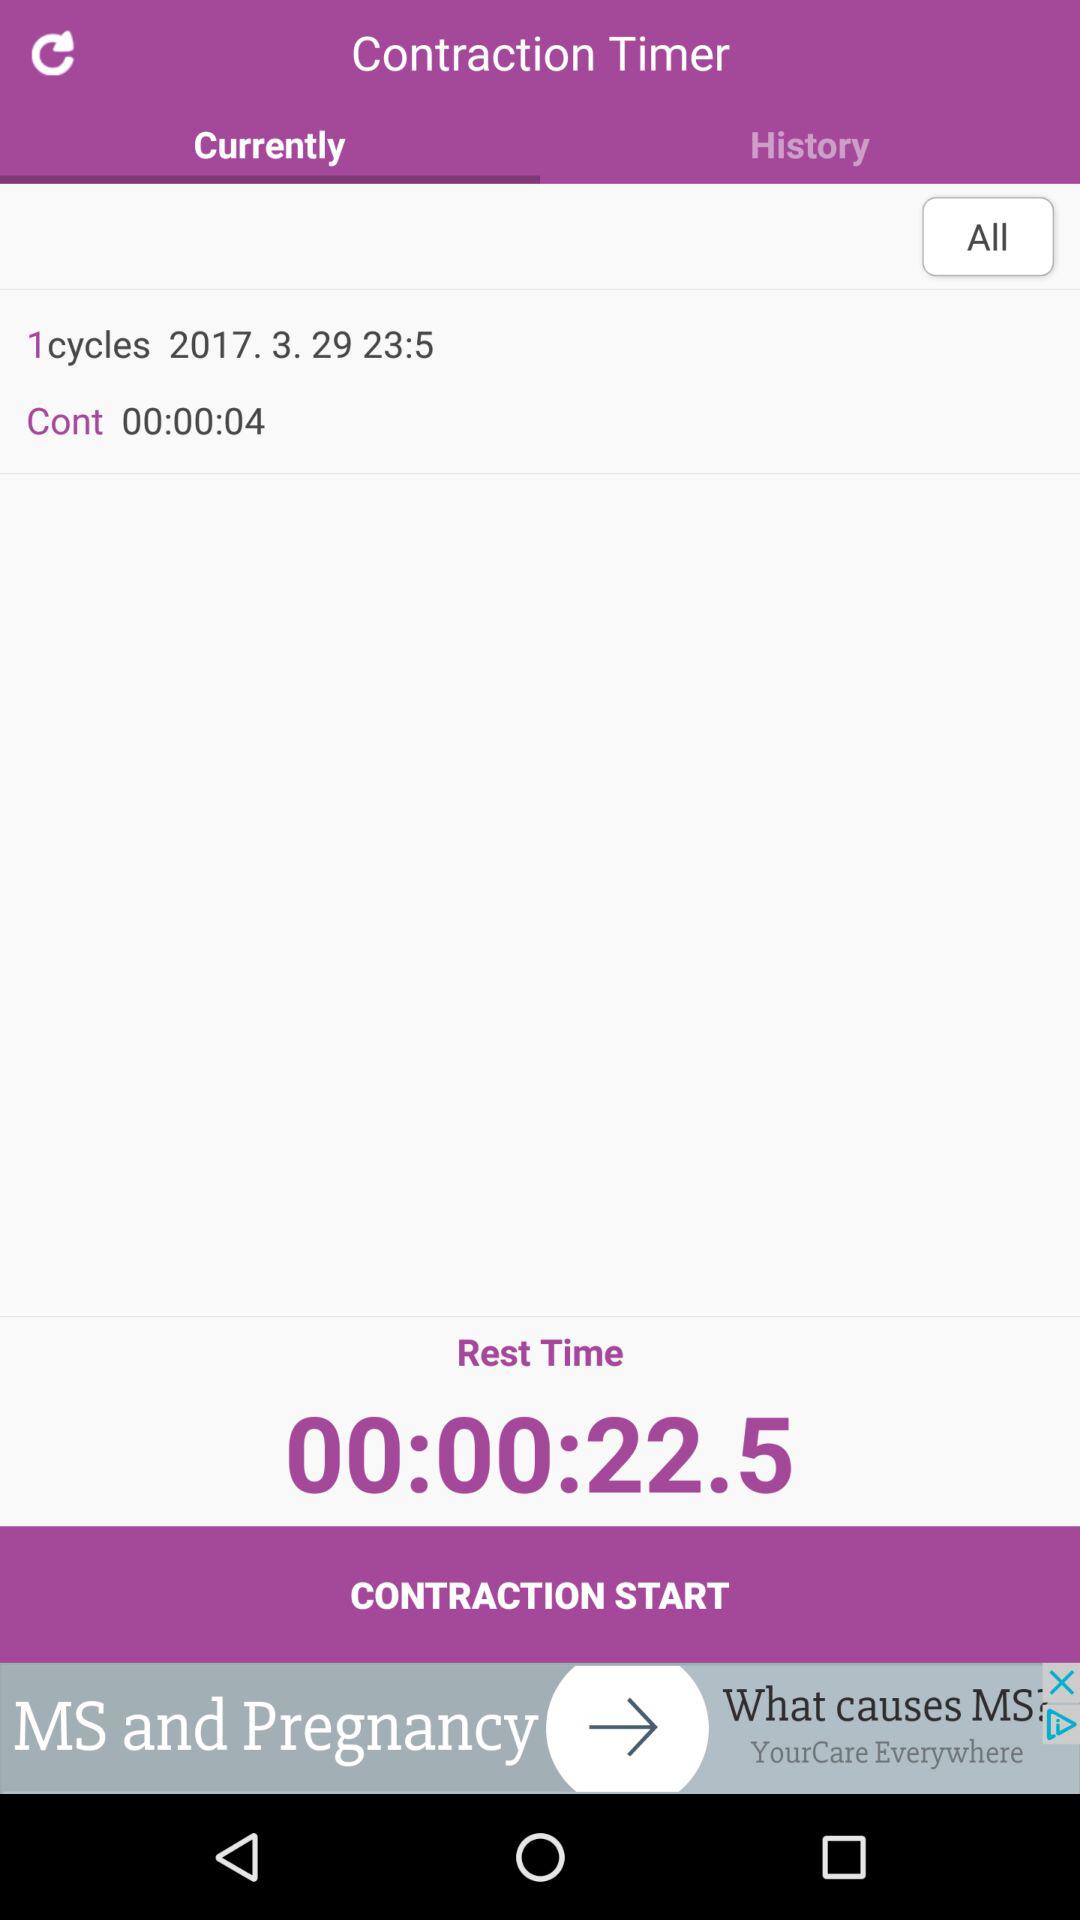 Contraction Timer
Currently
History
All
1cycles 2017. 3. 29 23:5
Cont 00:00:04
Rest Time
00:00:22.5
CONTRACTION START
MS and Pregnancy
What causes MS?
YourCare Everywhere